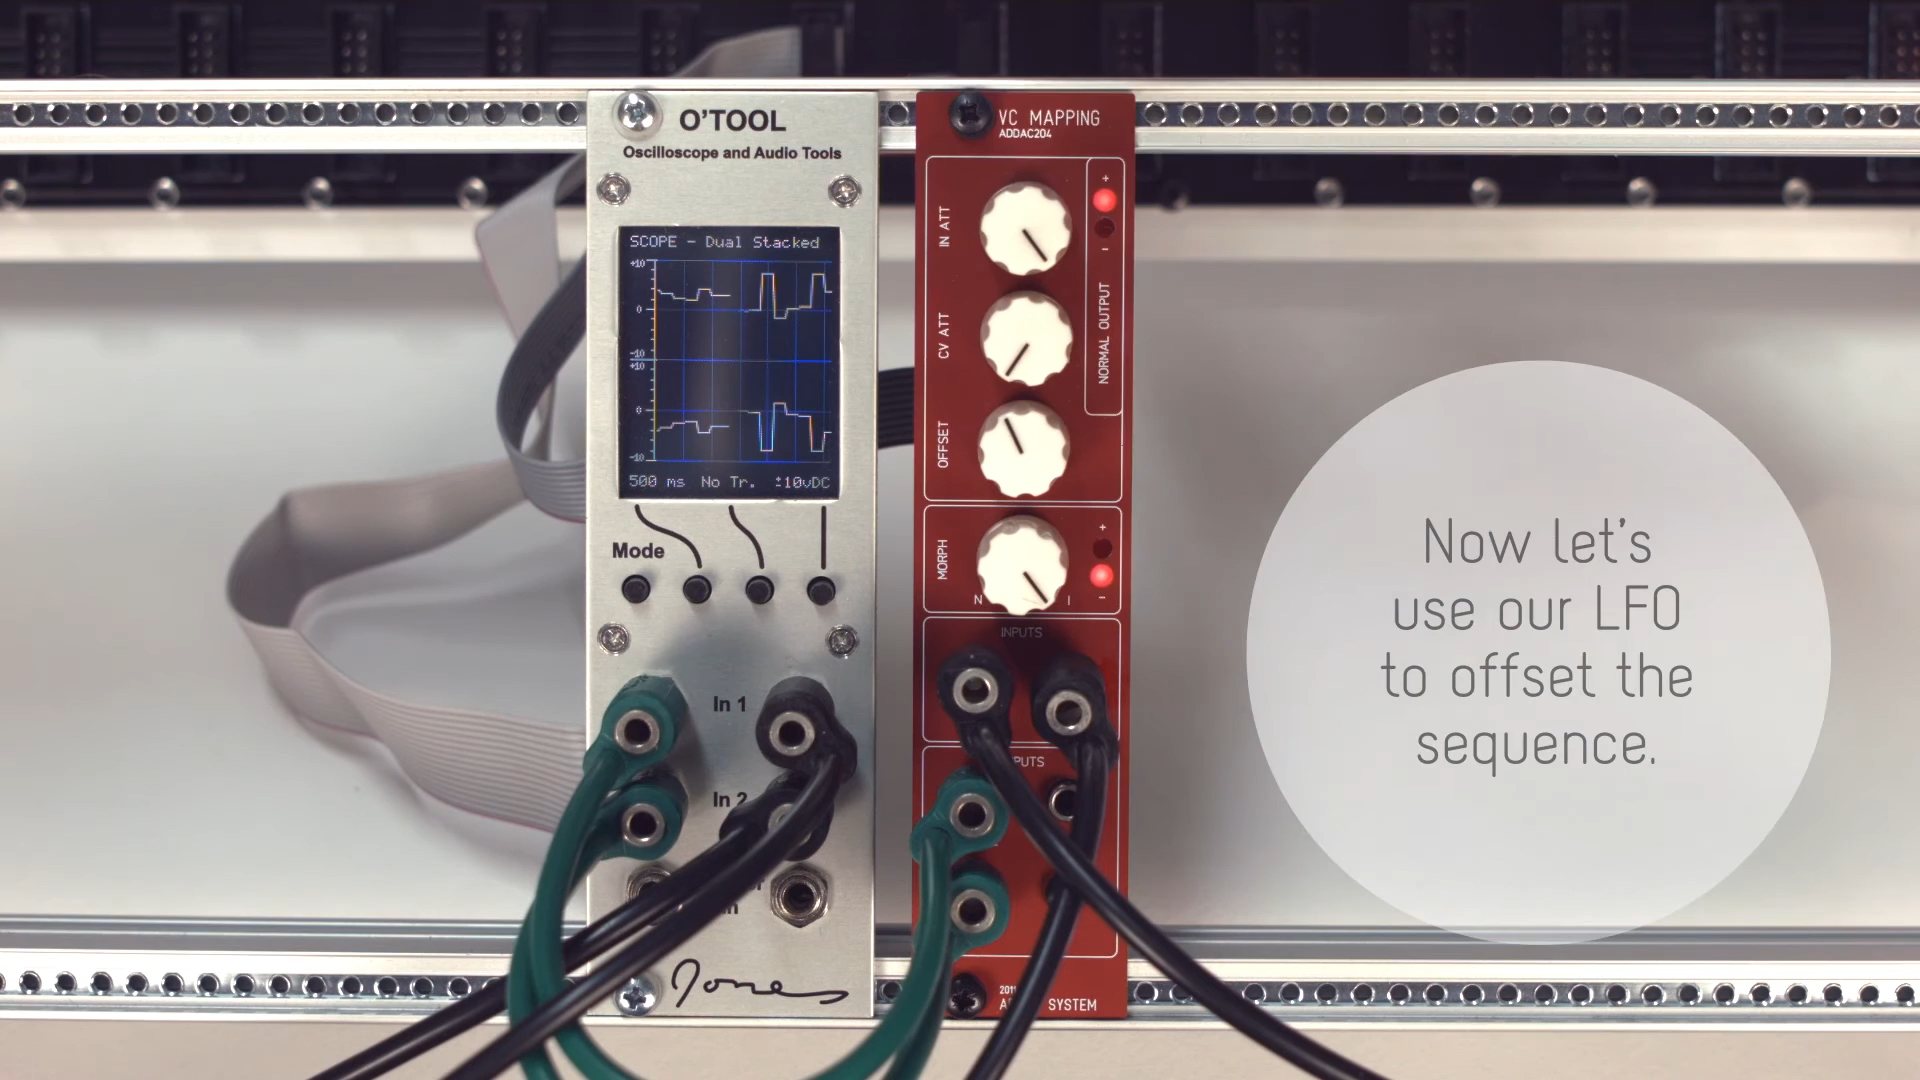 O'TOOL
Oscilloscope and Audio Tools
SCOPE - Dual Stacked
+10
0
-10
+10
0
-10
500 ms No Tr. ±10vDC
Mode
In 1
In 2
Jones
VC MAPPING
ADDAC204
IN ATT
CV ATT
OFFSET
+
-
NORMAL OUTPUT
MORPH
N
I
+
-
INPUTS
SYSTEM
Now let's
use our LFO
to offset the
sequence.